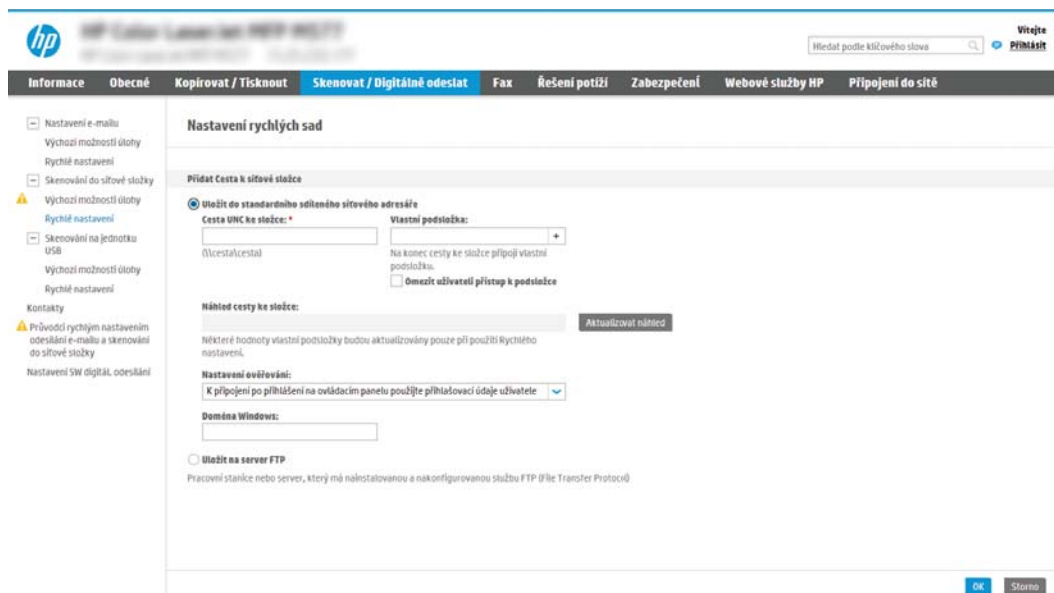 hp
Vítejte
Hledat podle klíčového slova
Přihlásit
Informace Obecné Kopírovat / Tisknout Skenovat / Digitálně odeslat Fax Řešení potíží Zabezpečení Webové služby HP Připojení do sítě
Nastavení e-mailu
Výchozí možnosti úlohy
Rychlé nastavení
Skenování do síťové složky
Výchozí možnosti úlohy
Rychlé nastavení
Skenování na jednotku
USB
Výchozí možnosti úlohy
Rychlé nastavení
Kontakty
Průvodci rychlým nastavením
odesílání e-mailu a skenování
do síťové složky
Nastavení SW digitál. odesílání
Nastavení rychlých sad
Přidat Cesta k síťové složce
Uložit do standardního sdíleného síťového adresáře
Cesta UNC ke složce: * Vlastní podsložka:
+
(\\cesta\cesta) Na konec cesty ke složce připojí vlastní
podsložku.
Omezit uživateli přístup k podsložce
Náhled cesty ke složce:
Aktualizovat náhled
Některé hodnoty vlastní podsložky budou aktualizovány pouze při použití Rychlého
nastavení.
Nastavení ověřování:
K připojení po přihlášení na ovládacím panelu použijte přihlašovací údaje uživatele
Doména Windows:
Uložit na server FTP
Pracovní stanice nebo server, který má nainstalovanou a nakonfigurovanou službu FTP (File Transfer Protocol)
OK Storno